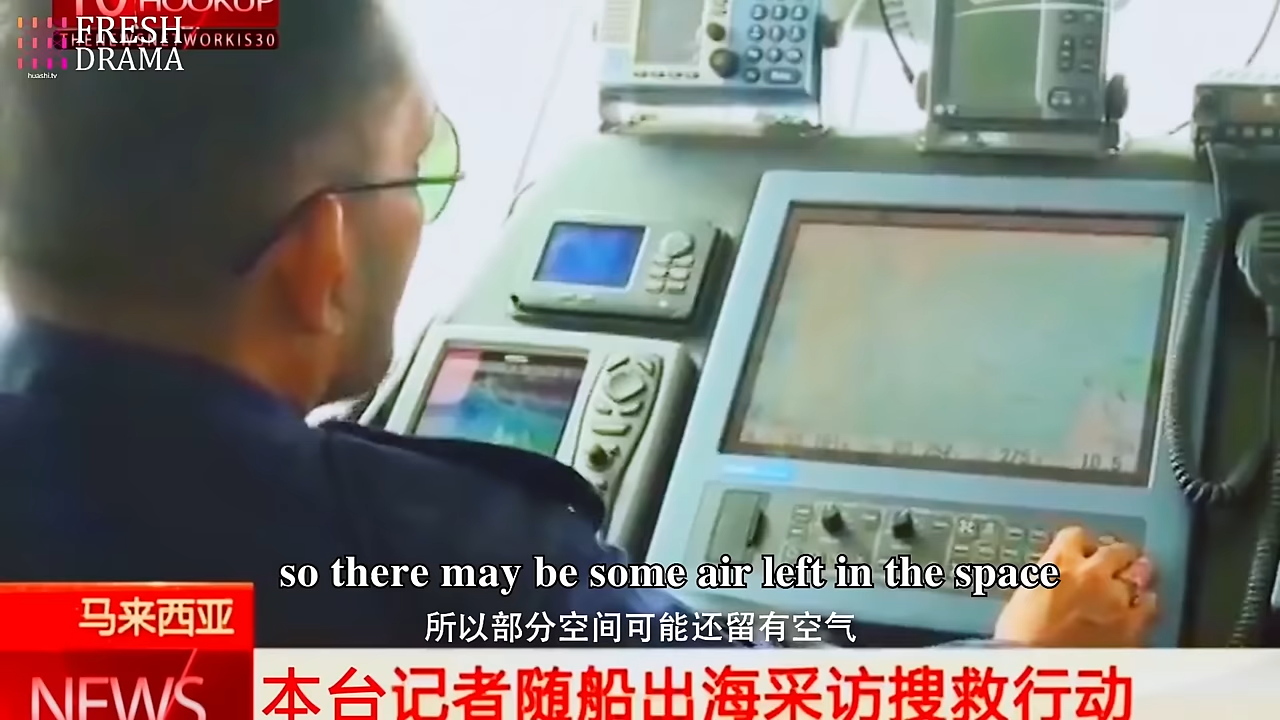 HOOKUP
THENEWSNETWORKIS30
FRESH
DRAMA
huashi.tv
so there may be some air left in the space
所以部分空间可能还留有空气
马来西亚
NEWS
本台记者随船出海采访搜救行动